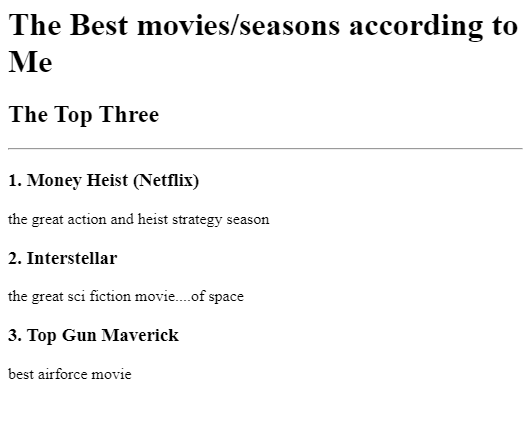 The Best movies/seasons according to
Me
The Top Three
1. Money Heist (Netflix)
the great action and heist strategy season
2. Interstellar
the great sci fiction movie....of space
3. Top Gun Maverick
best airforce movie